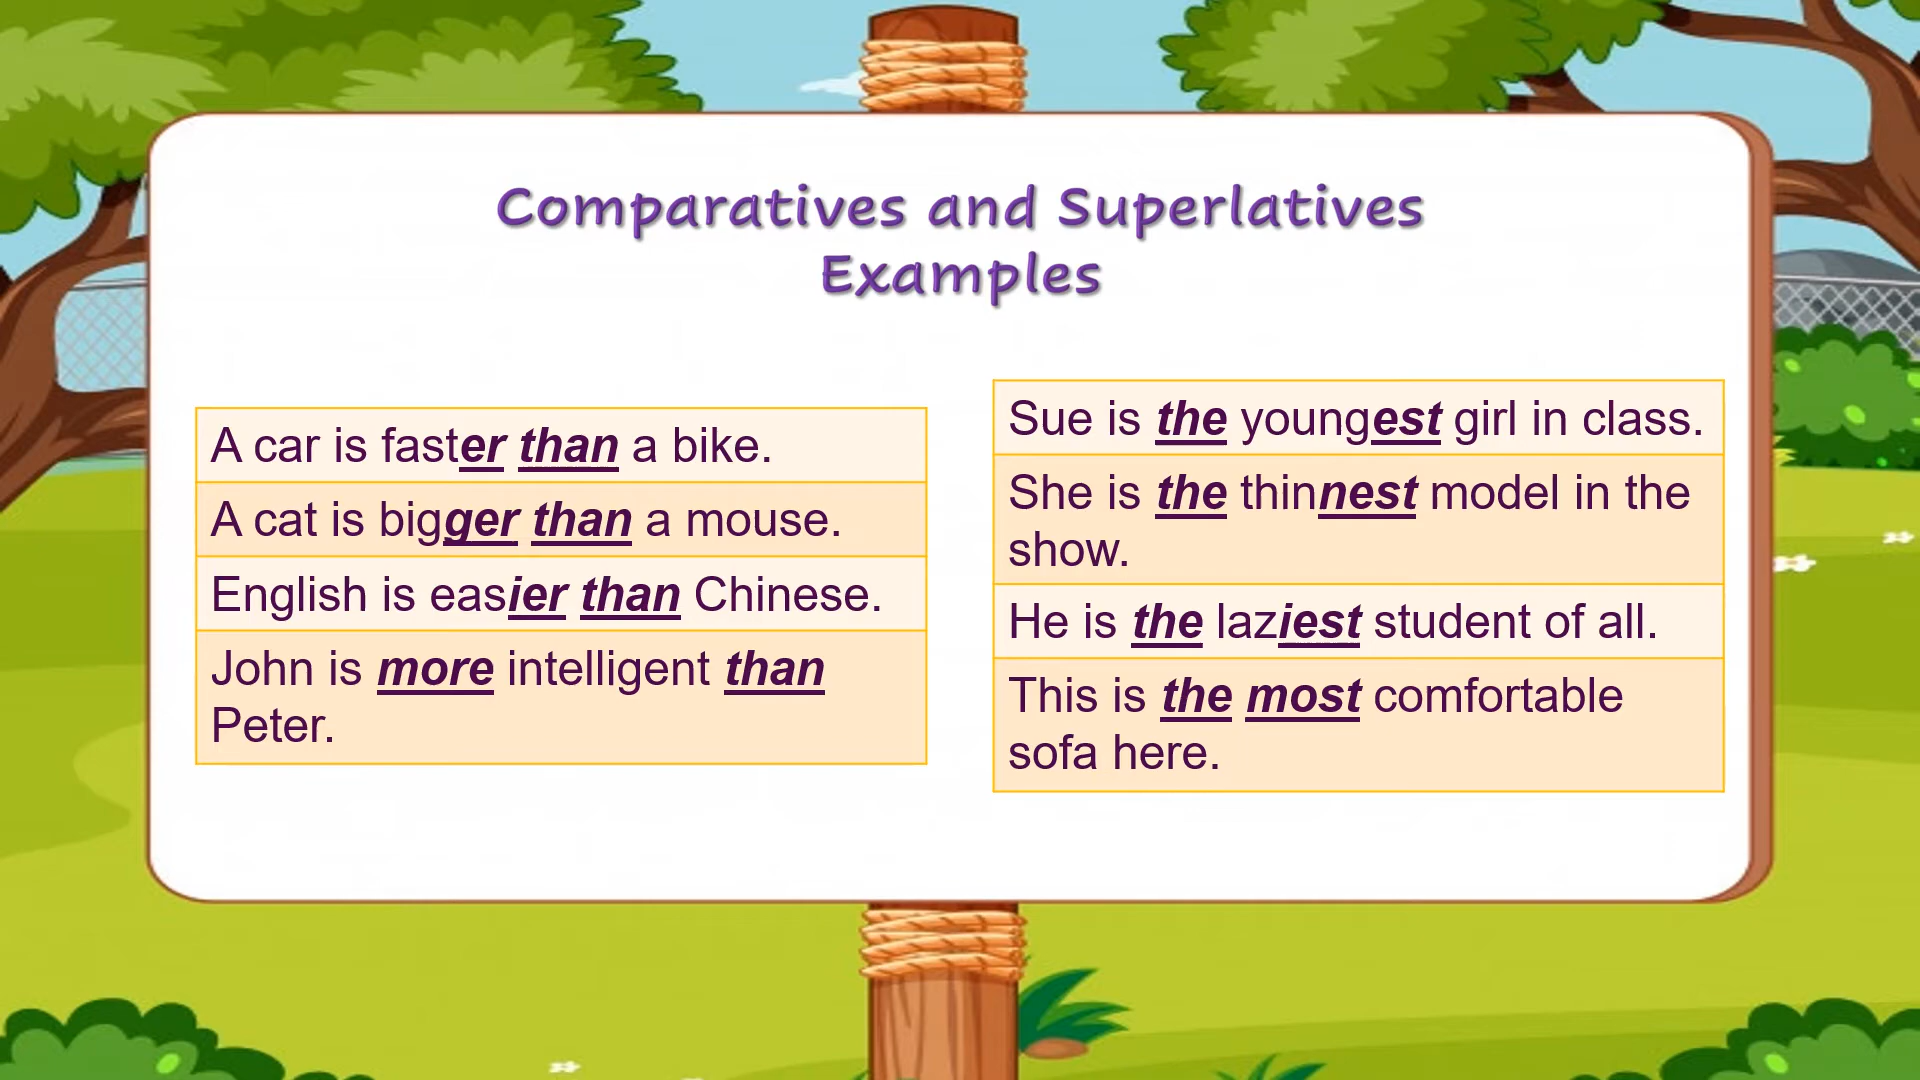 Comparatives and Superlatives
Examples
A car is faster than a bike.
A cat is bigger than a mouse.
English is easier than Chinese.
John is more intelligent than
Peter.
Sue is the youngest girl in class.
She is the thinnest model in the
show.
He is the laziest student of all.
This is the most comfortable
sofa here.